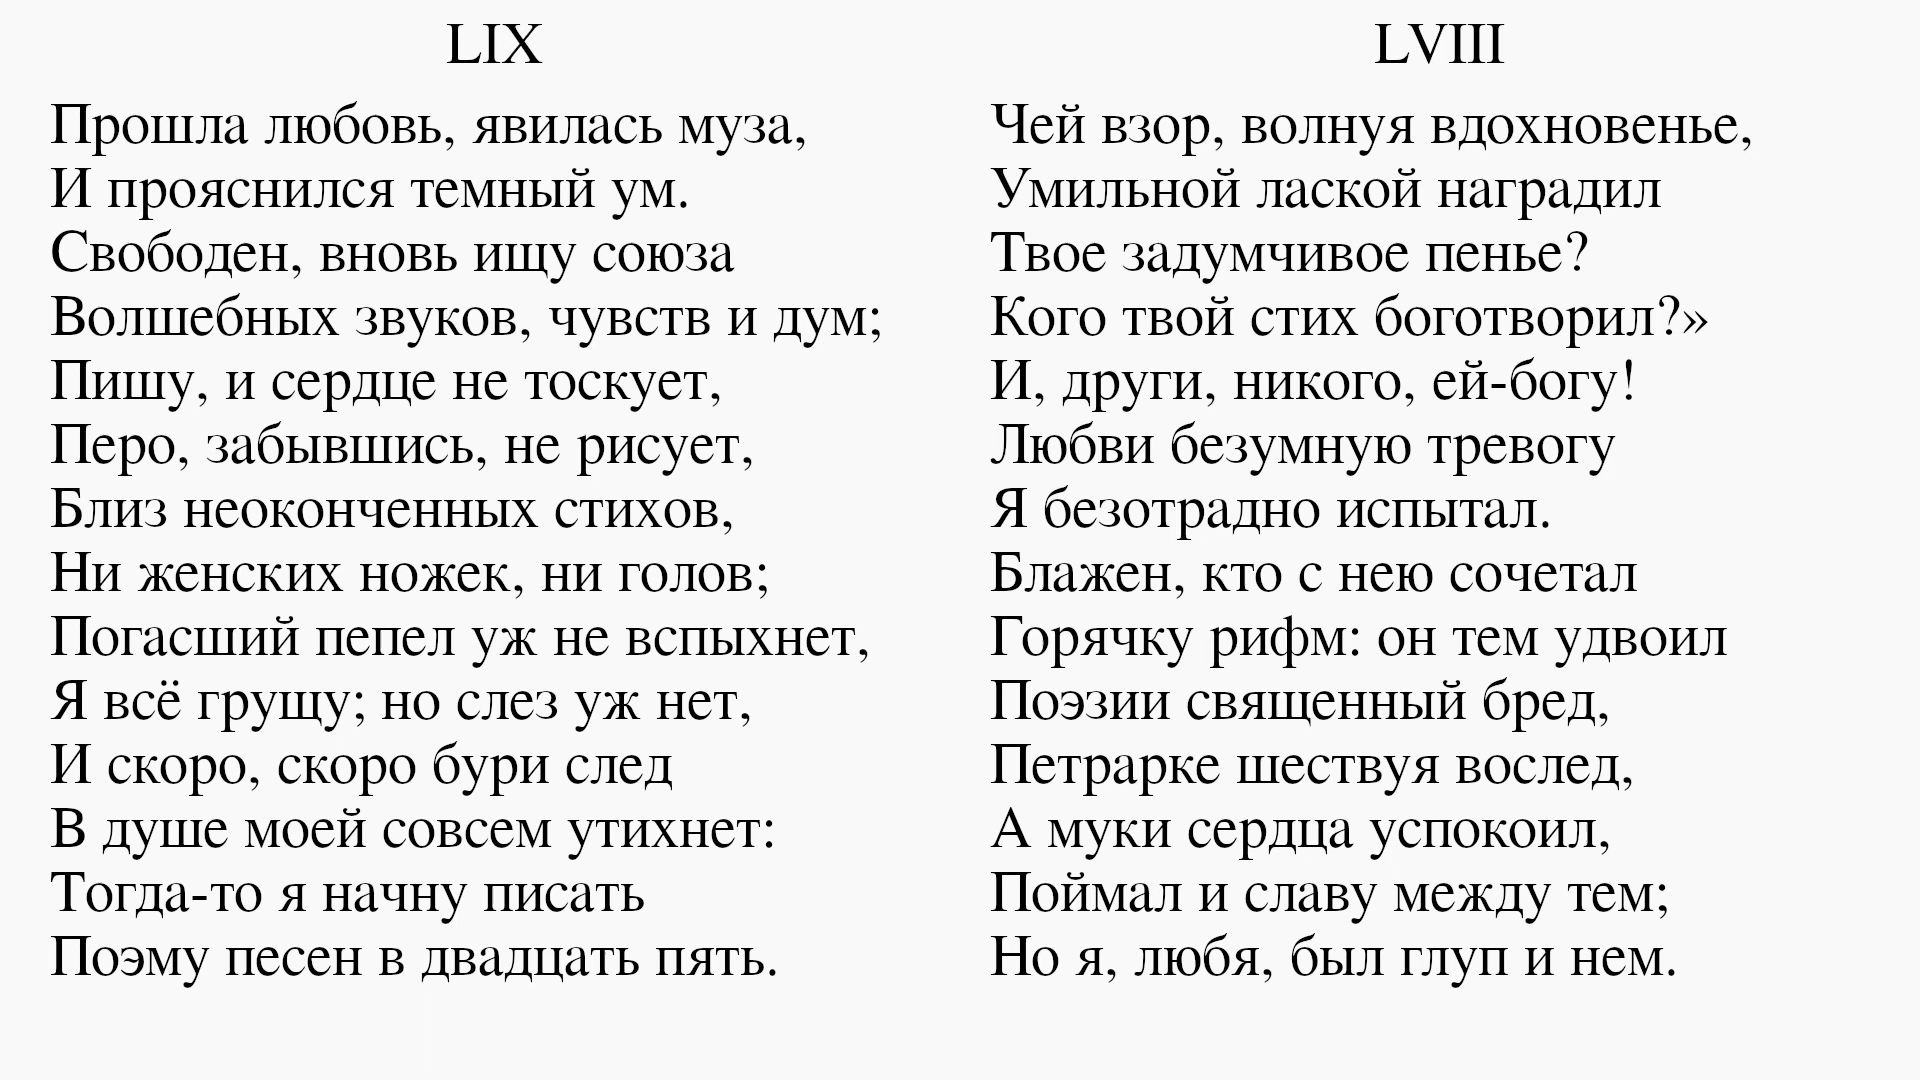 LIX
Прошла любовь, явилась муза,
И прояснился темный ум.
Свободен, вновь ищу союза
Волшебных звуков, чувств и дум;
Пишу, и сердце не тоскует,
Перо, забывшись, не рисует,
Близ неоконченных стихов,
Ни женских ножек, ни голов;
Погасший пепел уж не вспыхнет,
Я всё грущу; но слез уж нет,
И скоро, скоро бури след
В душе моей совсем утихнет:
Тогда-то я начну писать
Поэму песен в двадцать пять.
LVIII
Чей взор, волнуя вдохновенье,
Умильной лаской наградил
Твое задумчивое пенье?
Кого твой стих боготворил?»
И, други, никого, ей-богу!
Любви безумную тревогу
Я безотрадно испытал.
Блажен, кто с нею сочетал
Горячку рифм: он тем удвоил
Поэзии священный бред,
Петрарке шествуя вослед,
А муки сердца успокоил,
Поймал и славу между тем;
Но я, любя, был глуп и нем.